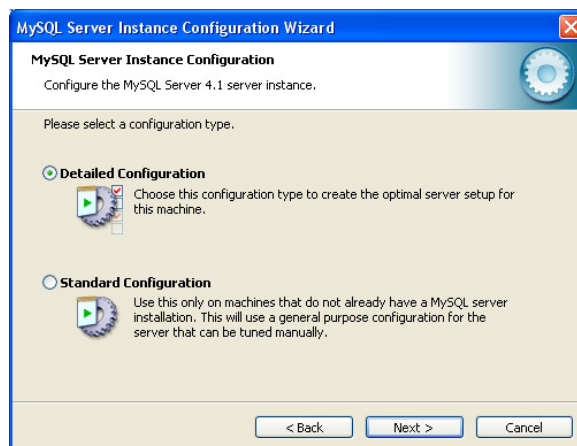 MySQL Server Instance Configuration Wizard
MySQL Server Instance Configuration
Configure the MySQL Server 4.1 server instance.
Please select a configuration type.
Detailed Configuration
Choose this configuration type to create the optimal server setup for
this machine.
Standard Configuration
Use this only on machines that do not already have a MySQL server
installation. This will use a general purpose configuration for the
server that can be tuned manually.
< Back Next > Cancel